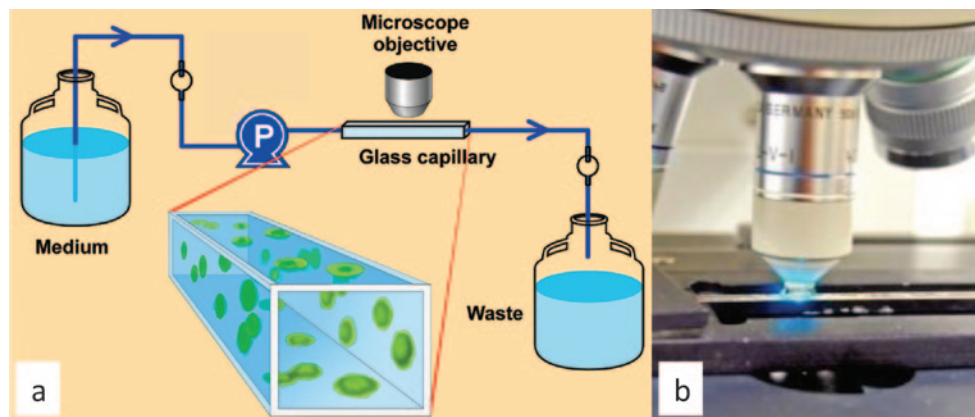 Microscope
objective
P
Glass capillary
Medium
Waste
a
GERMANY
b